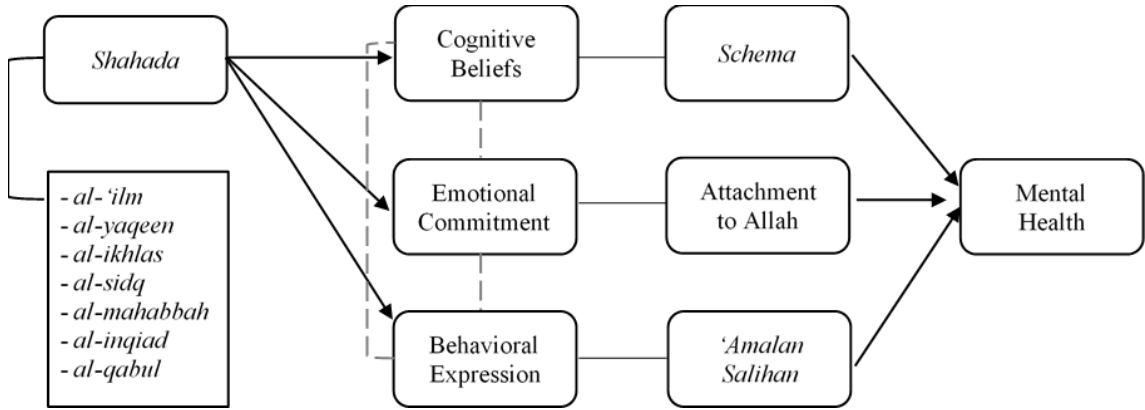 Shahada
- al-‘ilm
- al-yaqeen
- al-ikhlas
- al-sidq
- al-mahabbah
- al-inqiad
- al-qabul
Cognitive
Beliefs
Emotional
Commitment
Behavioral
Expression
Schema
Attachment
to Allah
‘Amalan
Salihan
Mental
Health